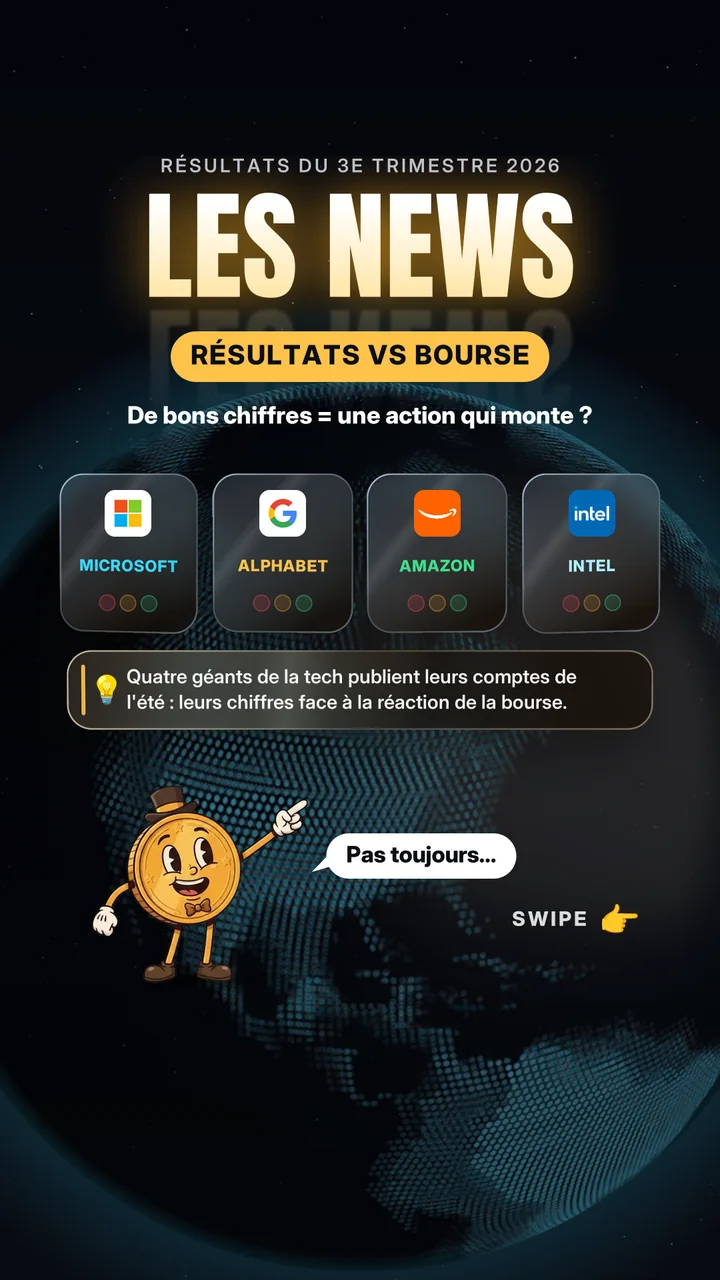 RÉSULTATS DU 3E TRIMESTRE 2026
LES NEWS
RÉSULTATS VS BOURSE
De bons chiffres = une action qui monte ?
MICROSOFT
ALPHABET
AMAZON
intel
INTEL
Quatre géants de la tech publient leurs comptes de
l'été : leurs chiffres face à la réaction de la bourse.
Pas toujours...
SWIPE